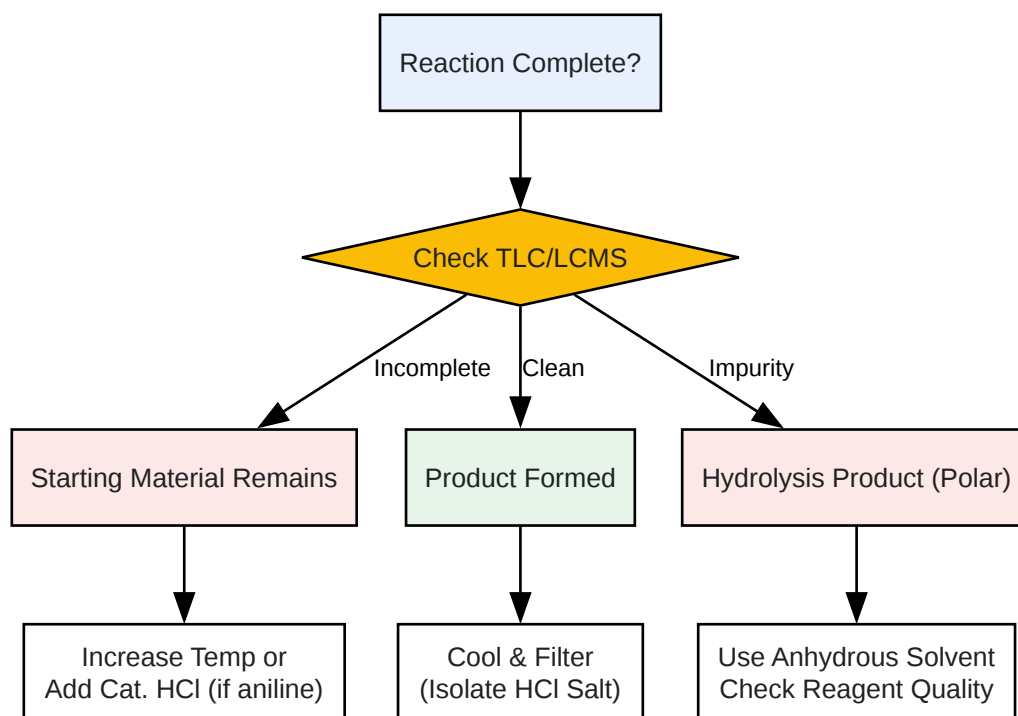 Reaction Complete?
Check TLC/LCMS
Incomplete
Clean
Impurity
Starting Material Remains
Product Formed
Hydrolysis Product (Polar)
Increase Temp or
Add Cat. HCl (if aniline)
Cool & Filter
(Isolate HCl Salt)
Use Anhydrous Solvent
Check Reagent Quality